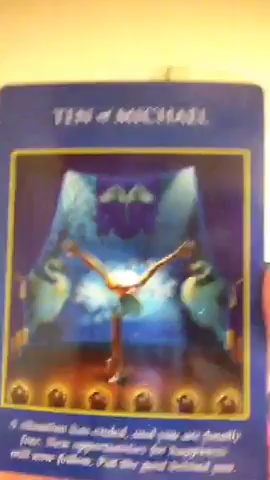 TEN of MICHAEL
A situation has ended, and you are finally
free. New opportunities for happiness
will now follow. Put the past behind you.